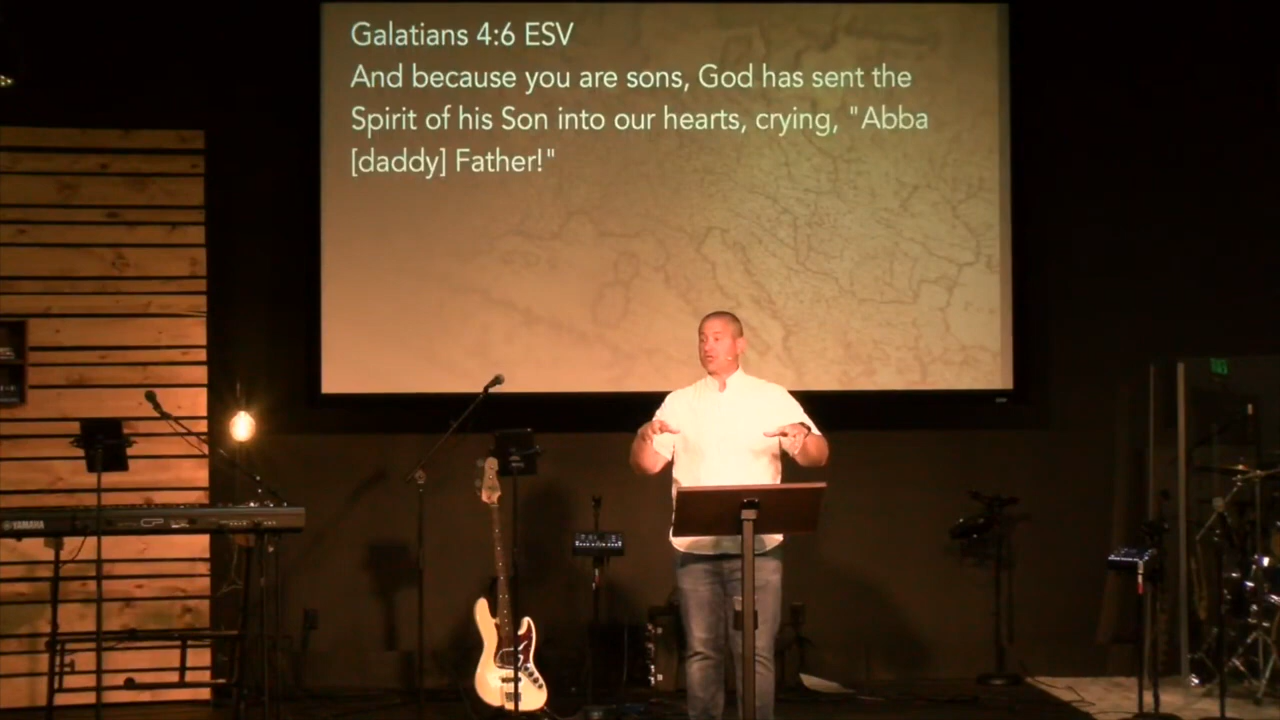 Galatians 4:6 ESV
And because you are sons, God has sent the
Spirit of his Son into our hearts, crying, "Abba
[daddy] Father!"
YAMAHA